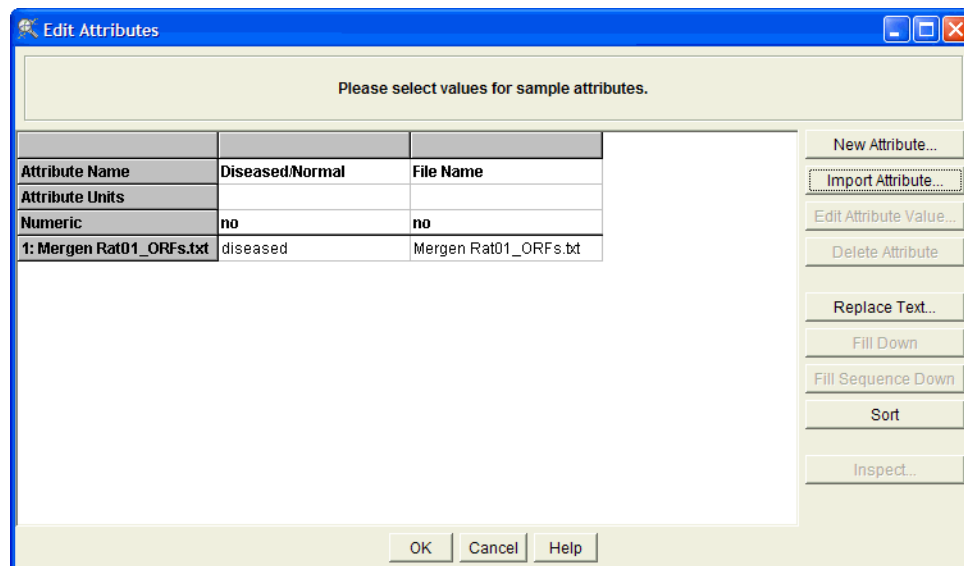 Edit Attributes
Please select values for sample attributes.
Attribute Name Diseased/Normal File Name
Attribute Units
Numeric no no
1: Mergen Rat01_ORFs.txt diseased Mergen Rat01_ORFs.txt
New Attribute...
Import Attribute...
Edit Attribute Value...
Delete Attribute
Replace Text...
Fill Down
Fill Sequence Down
Sort
Inspect...
OK Cancel Help